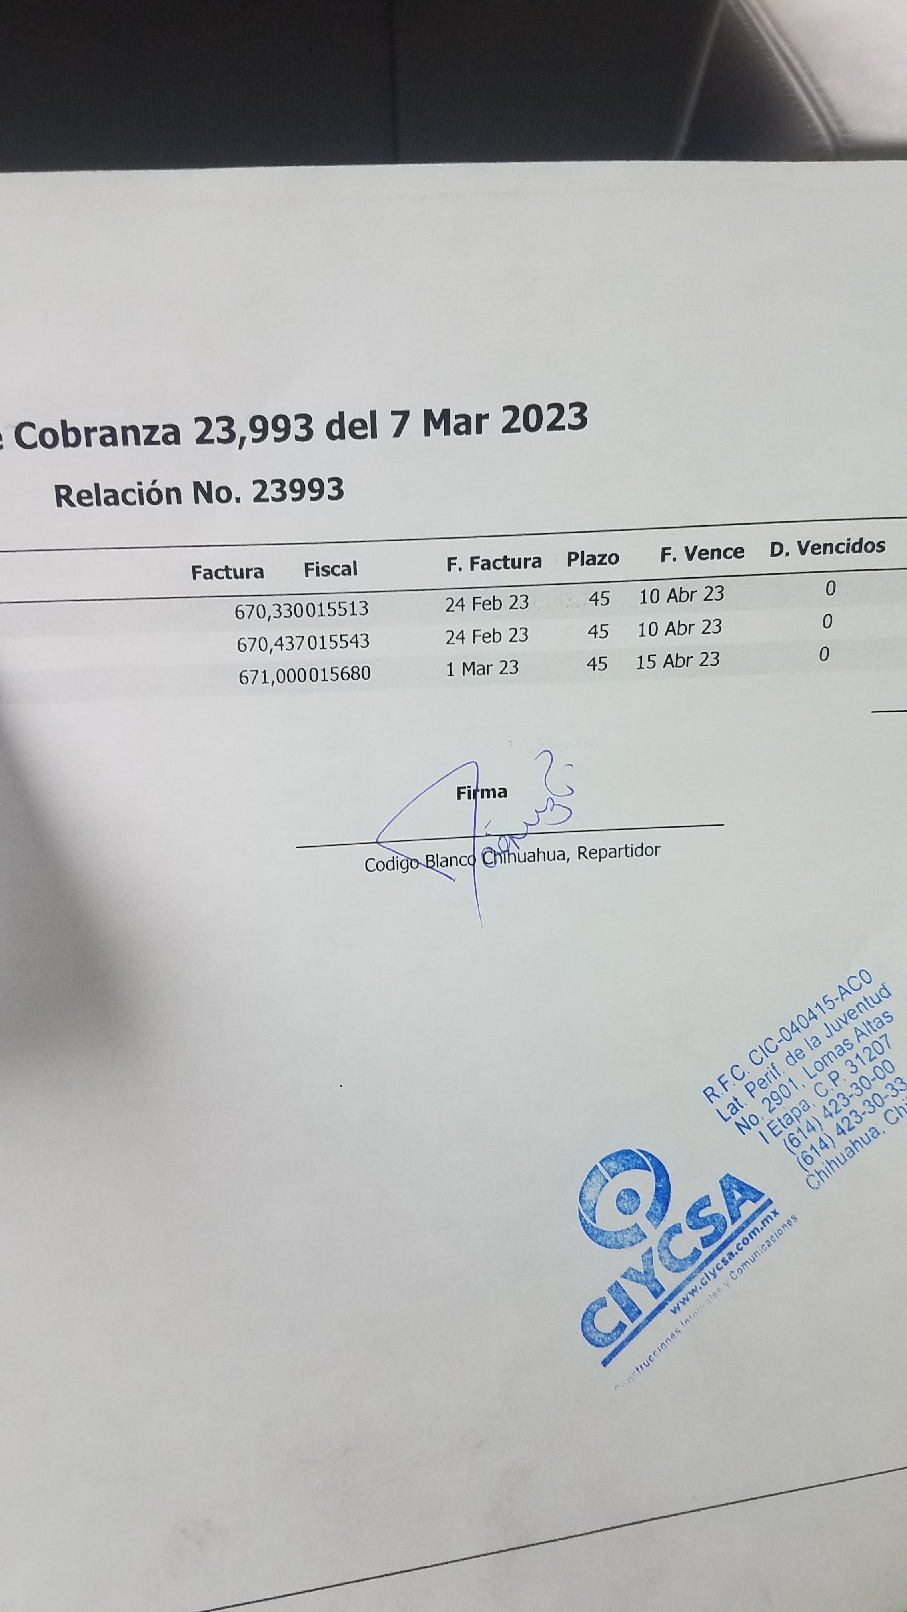 e Cobranza 23,993 del 7 Mar 2023
Relación No. 23993
Factura Fiscal F. Factura Plazo F. Vence D. Vencidos
670,330015513 24 Feb 23 45 10 Abr 23 0
670,437015543 24 Feb 23 45 10 Abr 23 0
671,000015680 1 Mar 23 45 15 Abr 23 0
Firma
Codigo Blanco Chihuahua, Repartidor
R.F.C. CIC-040415-AC0
Lat. Perif. de la Juventud
No. 2901, Lomas Altas
I Etapa, C.P. 31207
(614) 423-30-00
(614) 423-30-33
Chihuahua, Chi
CIYCSA
www.ciycsa.com.mx
y Comunicaciones